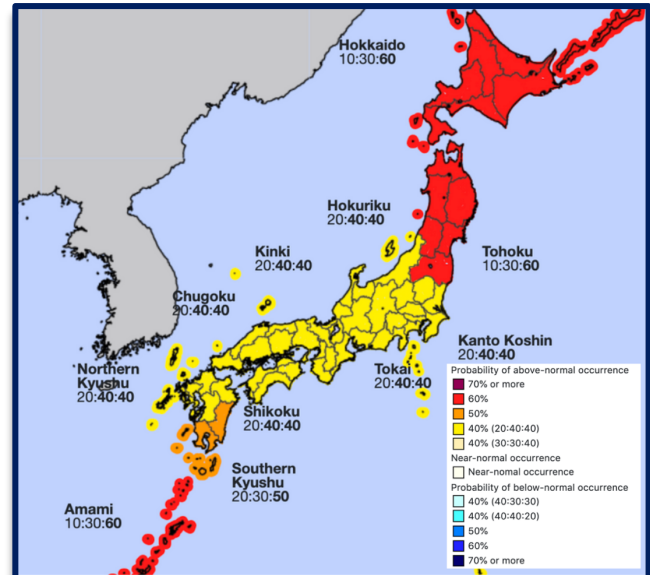 Hokkaido
10:30:60
Hokuriku
20:40:40
Kinki
20:40:40
Tohoku
10:30:60
Chugoku
20:40:40
Kanto Koshin
20:40:40
Northern
Kyushu
20:40:40
Tokai
20:40:40
Shikoku
20:40:40
Southern
Kyushu
20:30:50
Amami
10:30:60
Probability of above-normal occurrence
70% or more
60%
50%
40% (20:40:40)
40% (30:30:40)
Near-normal occurrence
Near-nomal occurrence
Probability of below-normal occurrence
40% (40:30:30)
40% (40:40:20)
50%
60%
70% or more